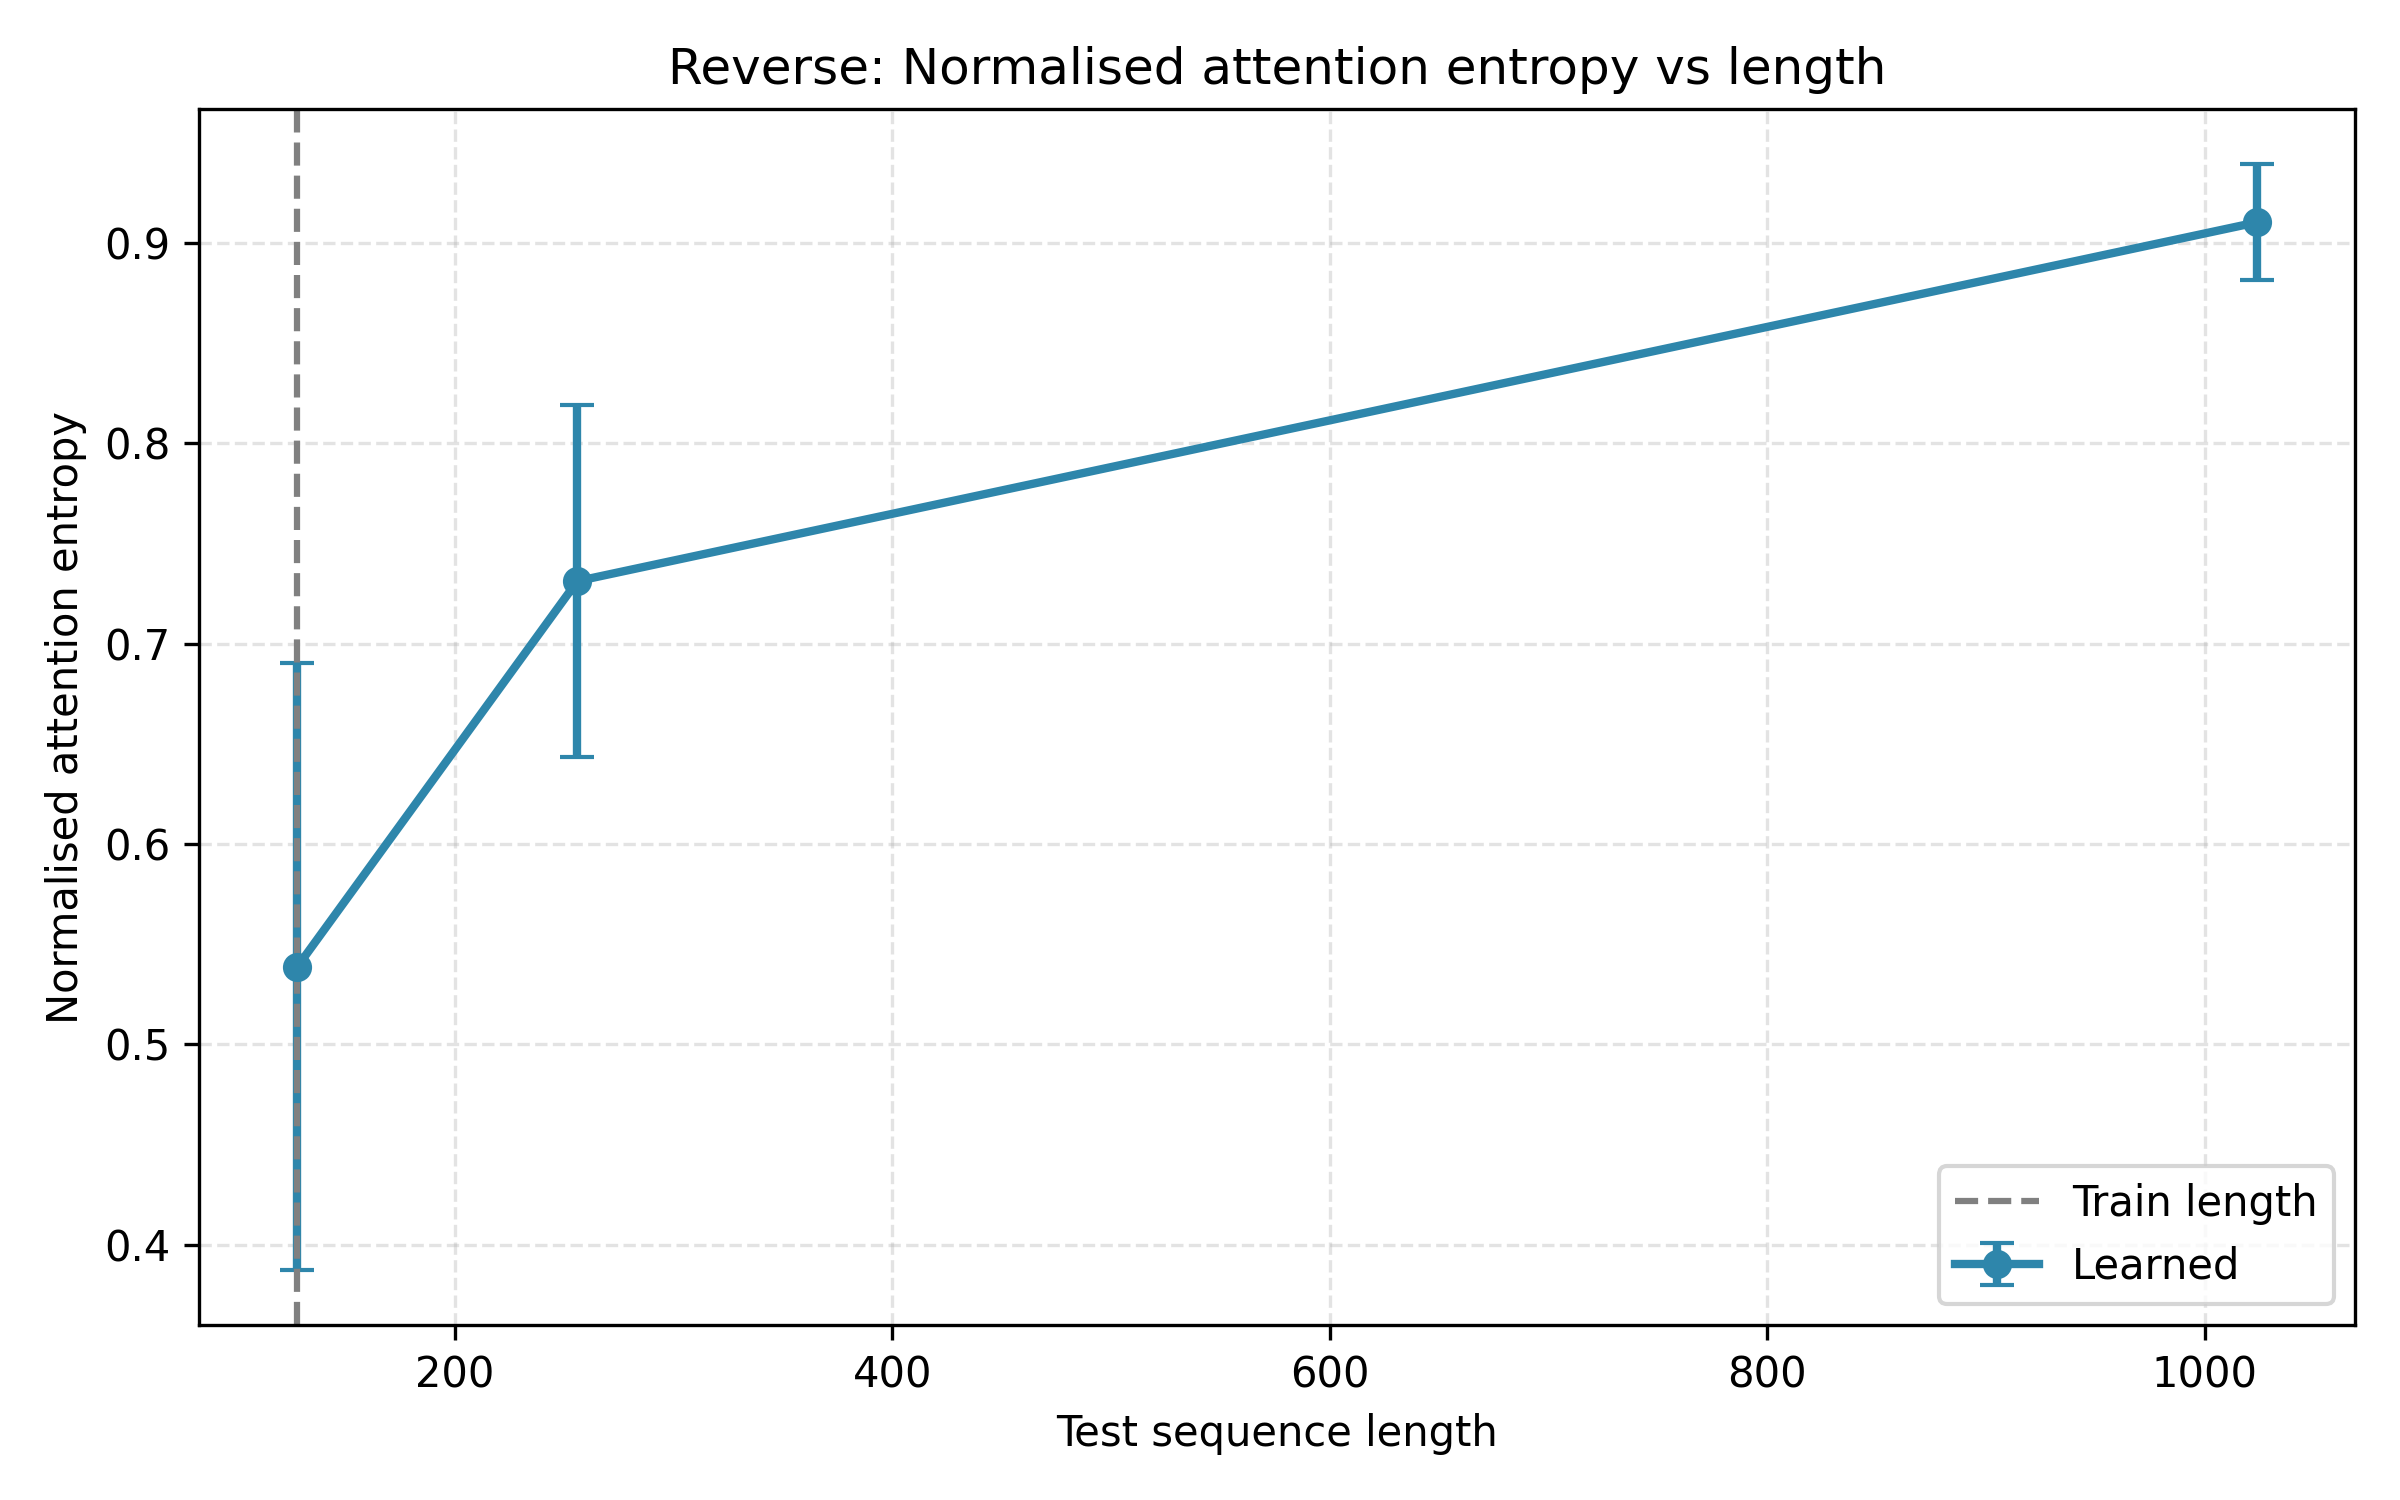 Reverse: Normalised attention entropy vs length
Normalised attention entropy
0.9
0.8
0.7
0.6
0.5
0.4
200
400
600
800
1000
Test sequence length
Train length
Learned